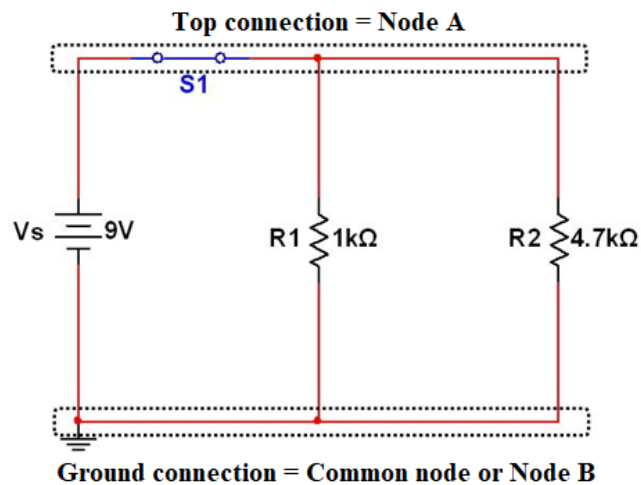 Top connection = Node A
S1
Vs 9V
R1 1kΩ
R2 4.7kΩ
Ground connection = Common node or Node B